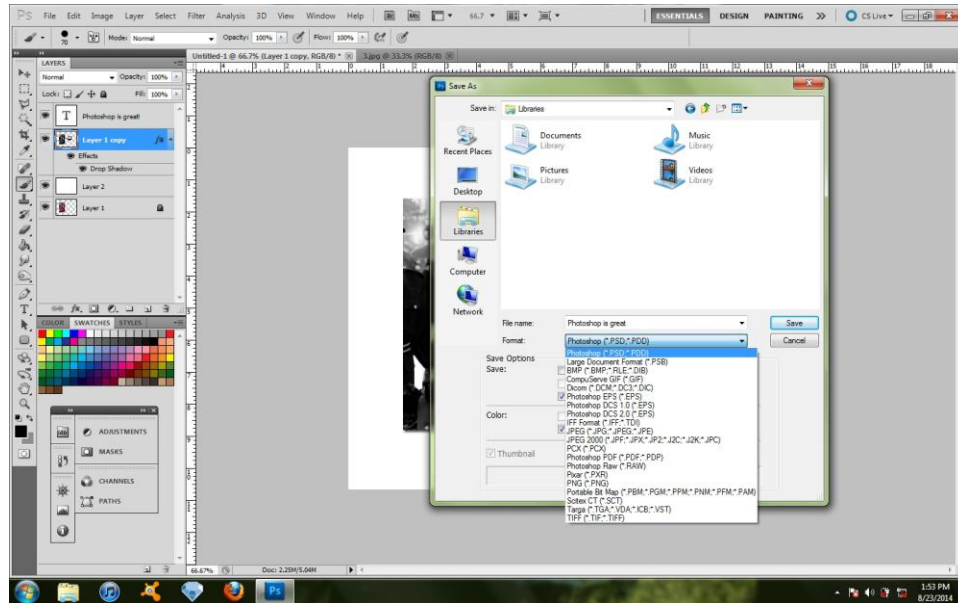 PS File Edit Image Layer Select Filter Analysis 3D View Window Help Br Mb 66.7 ESSENTIALS DESIGN PAINTING >> CS Live
70 Mode: Normal Opacity: 100% Flow: 100%
LAYERS
Normal Opacity: 100%
Lock: Fill: 100%
T Photoshop is great!
Layer 1 copy fx
Effects
Drop Shadow
Layer 2
Layer 1
COLOR SWATCHES STYLES
ADJUSTMENTS
MASKS
CHANNELS
PATHS
Untitled-1 @ 66.7% (Layer 1 copy, RGB/8) * 3.jpg @ 33.3% (RGB/8)
Save As
Save in: Libraries
Recent Places
Desktop
Libraries
Computer
Network
Documents
Library
Music
Library
Pictures
Library
Videos
Library
File name: Photoshop is great Save
Format: Photoshop (*.PSD;*.PDD) Cancel
Save Options
Save:
Color:
Thumbnail
Photoshop (*.PSD;*.PDD)
Large Document Format (*.PSB)
BMP (*.BMP;*.RLE;*.DIB)
CompuServe GIF (*.GIF)
Dicom (*.DCM;*.DC3;*.DIC)
Photoshop EPS (*.EPS)
Photoshop DCS 1.0 (*.EPS)
Photoshop DCS 2.0 (*.EPS)
IFF Format (*.IFF;*.TDI)
JPEG (*.JPG;*.JPEG;*.JPE)
JPEG 2000 (*.JPF;*.JPX;*.JP2;*.J2C;*.J2K;*.JPC)
PCX (*.PCX)
Photoshop PDF (*.PDF;*.PDP)
Photoshop Raw (*.RAW)
Pixar (*.PXR)
PNG (*.PNG)
Portable Bit Map (*.PBM;*.PGM;*.PPM;*.PNM;*.PFM;*.PAM)
Scitex CT (*.SCT)
Targa (*.TGA;*.VDA;*.ICB;*.VST)
TIFF (*.TIF;*.TIFF)
66.67% Doc: 2.25M/5.04M
Ps
1:53 PM
8/23/2014